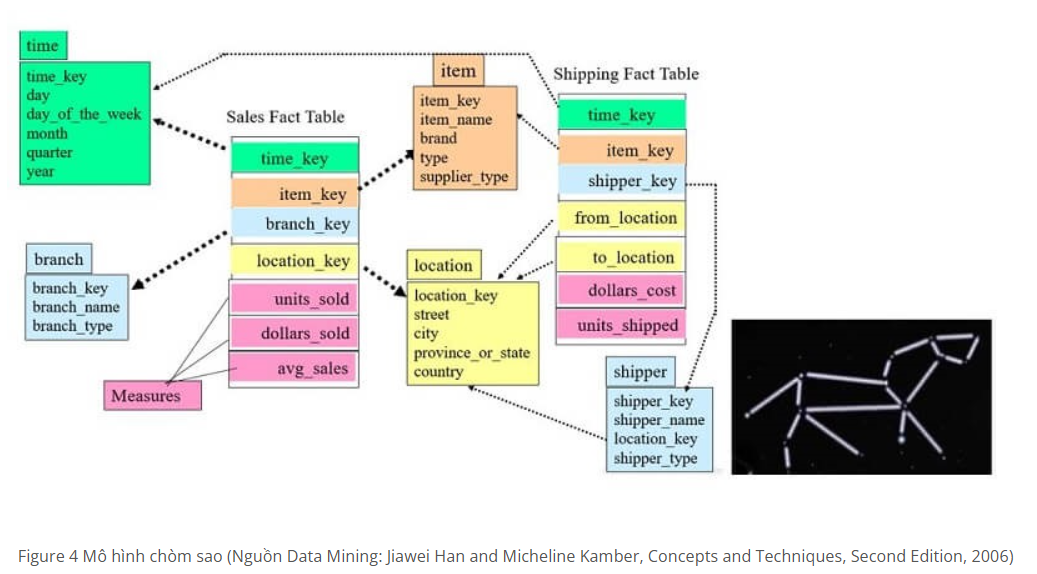 time
time_key
day
day_of_the_week
month
quarter
year
Sales Fact Table
time_key
item_key
branch_key
location_key
units_sold
dollars_sold
avg_sales
Measures
branch
branch_key
branch_name
branch_type
item
item_key
item_name
brand
type
supplier_type
location
location_key
street
city
province_or_state
country
Shipping Fact Table
time_key
item_key
shipper_key
from_location
to_location
dollars_cost
units_shipped
shipper
shipper_key
shipper_name
location_key
shipper_type
Figure 4 Mô hình chòm sao (Nguồn Data Mining: Jiawei Han and Micheline Kamber, Concepts and Techniques, Second Edition, 2006)